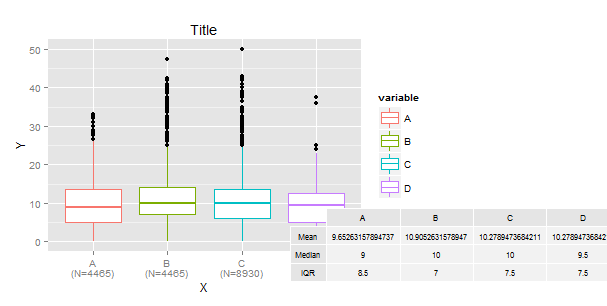 Title
50
40
30
20
10
0
Y
A
(N=4465)
B
(N=4465)
C
(N=8930)
X
variable
A
B
C
D
A B C D
Mean 9.65263157894737 10.9052631578947 10.2789473684211 10.27894736842
Median 9 10 10 9.5
IQR 8.5 7 7.5 7.5